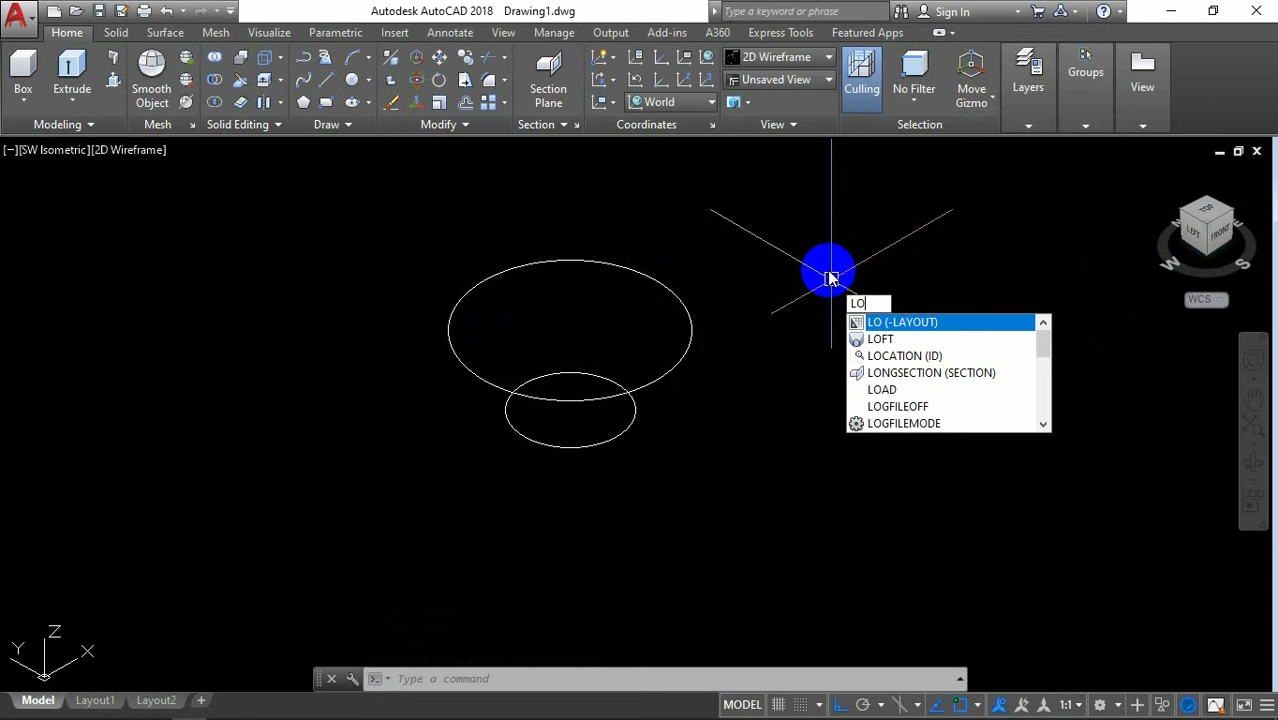 Autodesk AutoCAD 2018 Drawing1.dwg
Type a keyword or phrase
Sign In
Home Solid Surface Mesh Visualize Parametric Insert Annotate View Manage Output Add-ins A360 Express Tools Featured Apps
Box
Extrude
Smooth
Object
Section
Plane
2D Wireframe
Unsaved View
World
Culling
No Filter
Move
Gizmo
Layers
Groups
View
Modeling Mesh Solid Editing Draw Modify Section Coordinates View Selection
[−][SW Isometric][2D Wireframe]
TOP
LEFT
FRONT
W
S
WCS
LO
LO (-LAYOUT)
LOFT
LOCATION (ID)
LONGSECTION (SECTION)
LOAD
LOGFILEOFF
LOGFILEMODE
Z
Y
X
Type a command
Model Layout1 Layout2
MODEL
1:1